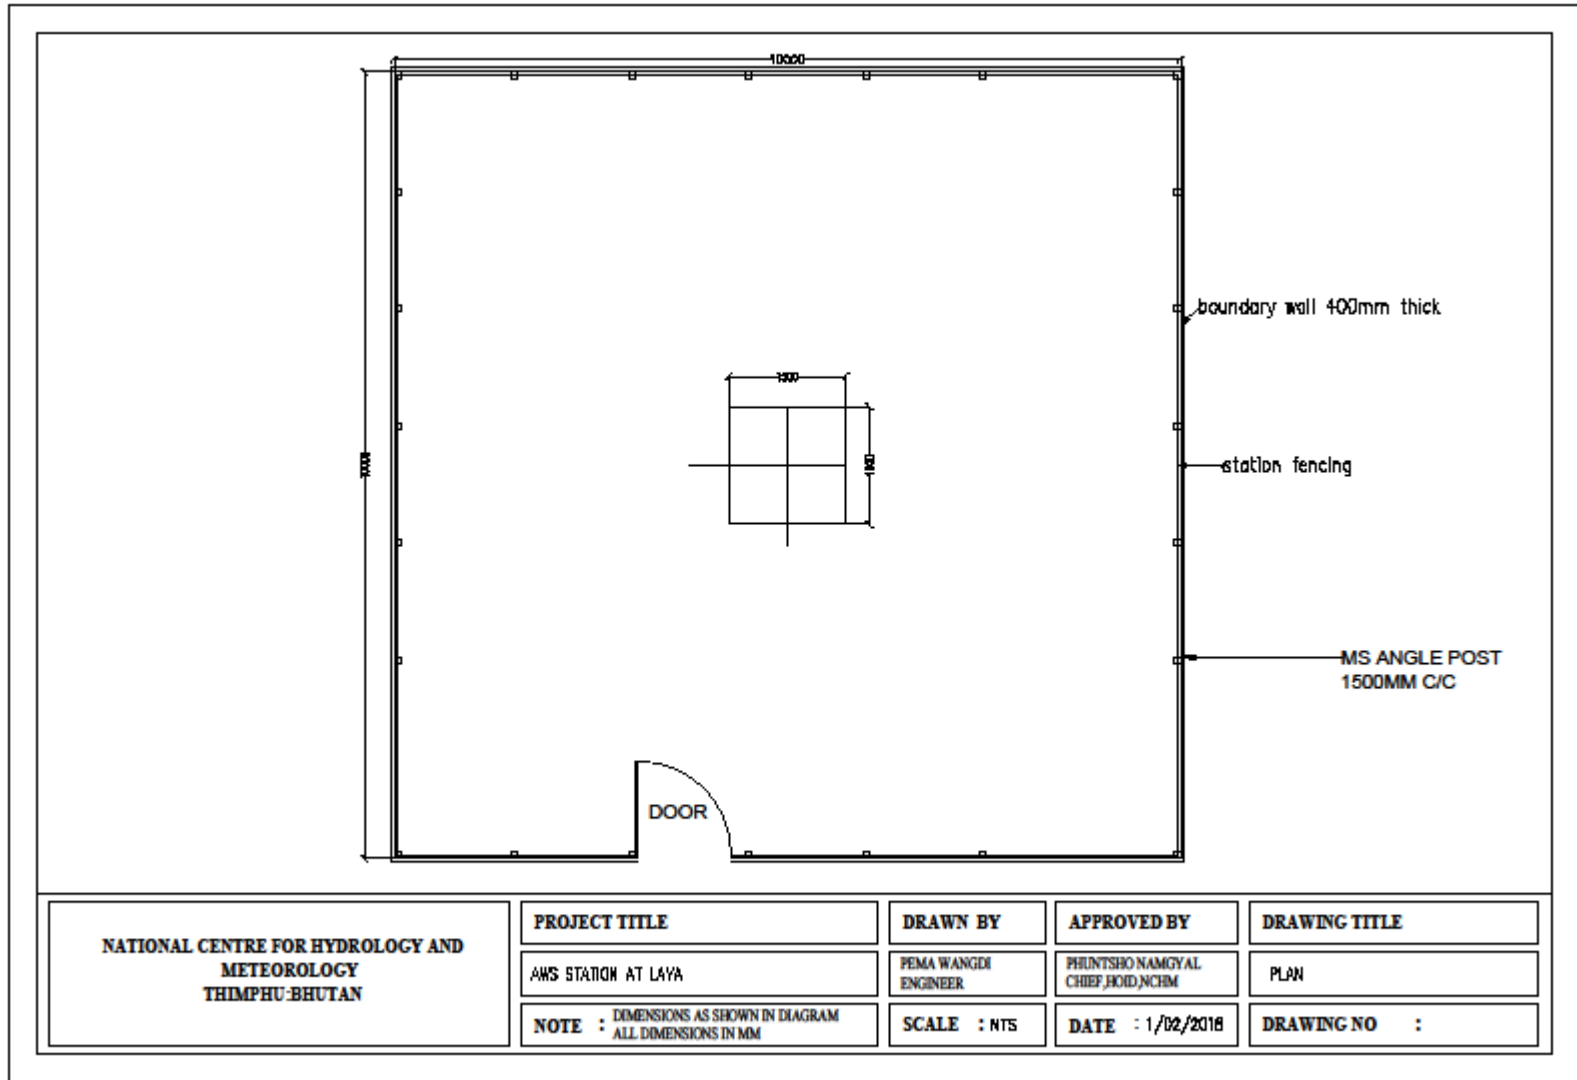 10000
boundary wall 400mm thick
station fencing
MS ANGLE POST
1500MM C/C
DOOR
NATIONAL CENTRE FOR HYDROLOGY AND
METEOROLOGY
THIMPHU:BHUTAN
PROJECT TITLE
AWS STATION AT LAYA
NOTE : DIMENSIONS AS SHOWN IN DIAGRAM
ALL DIMENSIONS IN MM
DRAWN BY
PEMA WANGDI
ENGINEER
SCALE : NTS
APPROVED BY
PHUNTSHO NAMGYAL
CHIEF,HOID,NCHM
DATE : 1/02/2018
DRAWING TITLE
PLAN
DRAWING NO :